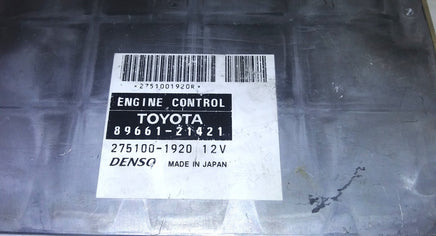 *2751001920R*
ENGINE CONTROL
TOYOTA
89661-21421
275100-1920 12V
DENSO MADE IN JAPAN